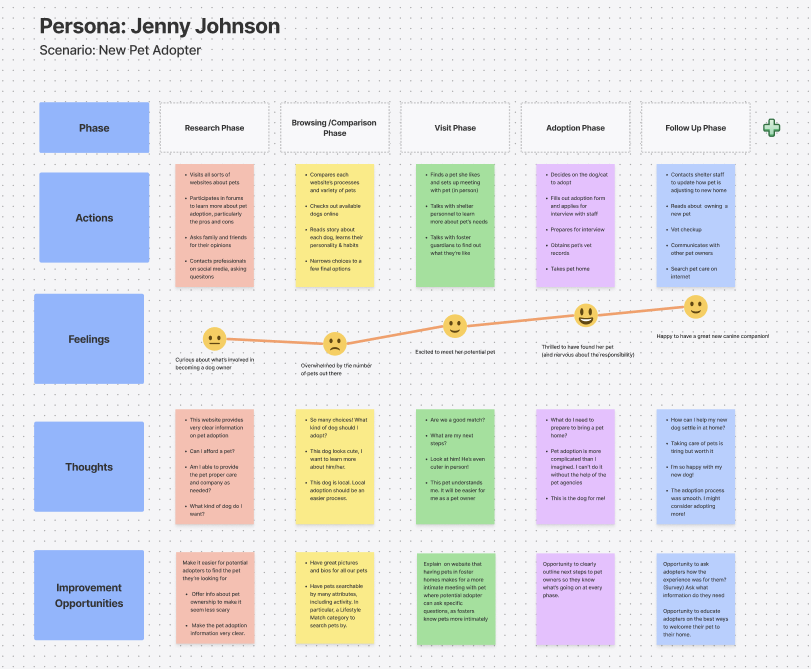 Persona: Jenny Johnson
Scenario: New Pet Adopter
Phase
Research Phase
Browsing /Comparison
Phase
Visit Phase
Adoption Phase
Follow Up Phase
Actions
• Visits all sorts of
websites about pets
• Participates in forums
to learn more about pet
adoption, particularly
the pros and cons
• Asks family and friends
for their opinions
• Contacts professionals
on social media, asking
quesitons
• Compares each
website's processes
and variety of pets
• Checks out available
dogs online
• Reads story about
each dog, learns their
personality & habits
• Narrows choices to a
few final options
• Finds a pet she likes
and sets up meeting
with pet (in person)
• Talks with shelter
personnel to learn
more about pet's needs
• Talks with foster
guardians to find out
what they're like
• Decides on the dog/cat
to adopt
• Fills out adoption form
and applies for
interview with staff
• Prepares for interview
• Obtains pet's vet
records
• Takes pet home
• Contacts shelter staff
to update how pet is
adjusting to new home
• Reads about owning a
new pet
• Vet checkup
• Communicates with
other pet owners
• Search pet care on
internet
Feelings
Curious about what's involved in
becoming a dog owner
Overwhelmed by the number
of pets out there
Excited to meet her potential pet
Thrilled to have found her pet
(and nervous about the responsibility)
Happy to have a great new canine companion!
Thoughts
• This website provides
very clear information
on pet adoption
• Can I afford a pet?
• Am I able to provide
the pet proper care
and company as
needed?
• What kind of dog do I
want?
• So many choices! What
kind of dog should I
adopt?
• This dog looks cute, I
want to learn more
about him/her.
• This dog is local. Local
adoption should be an
easier process.
• Are we a good match?
• What are my next
steps?
• Look at him! He's even
cuter in person!
• This pet understands
me. It will be easier for
me as a pet owner
• What do I need to
prepare to bring a pet
home?
• Pet adoption is more
complicated than I
imagined. I can't do it
without the help of the
pet agencies
• This is the dog for me!
• How can I help my new
dog settle in at home?
• Taking care of pets is
tiring but worth it
• I'm so happy with my
new dog!
• The adoption process
was smooth. I might
consider adopting
more!
Improvement
Opportunities
Make it easier for potential
adopters to find the pet
they're looking for
• Offer info about pet
ownership to make it
seem less scary
• Make the pet adoption
information very clear.
• Have great pictures
and bios for all our pets
• Have pets searchable
by many attributes,
including activity. In
particular, a Lifestyle
Match category to
search pets by.
Explain on website that
having pets in foster
homes makes for a more
intimate meeting with pet
where potential adopter
can ask specific
questions, as fosters
know pets more intimately
Opportunity to clearly
outline next steps to pet
owners so they know
what's going on at every
phase.
Opportunity to ask
adopters how the
experience was for them?
(Survey) Ask what
information do they need
Opportunity to educate
adopters on the best ways
to welcome their pet to
their home.